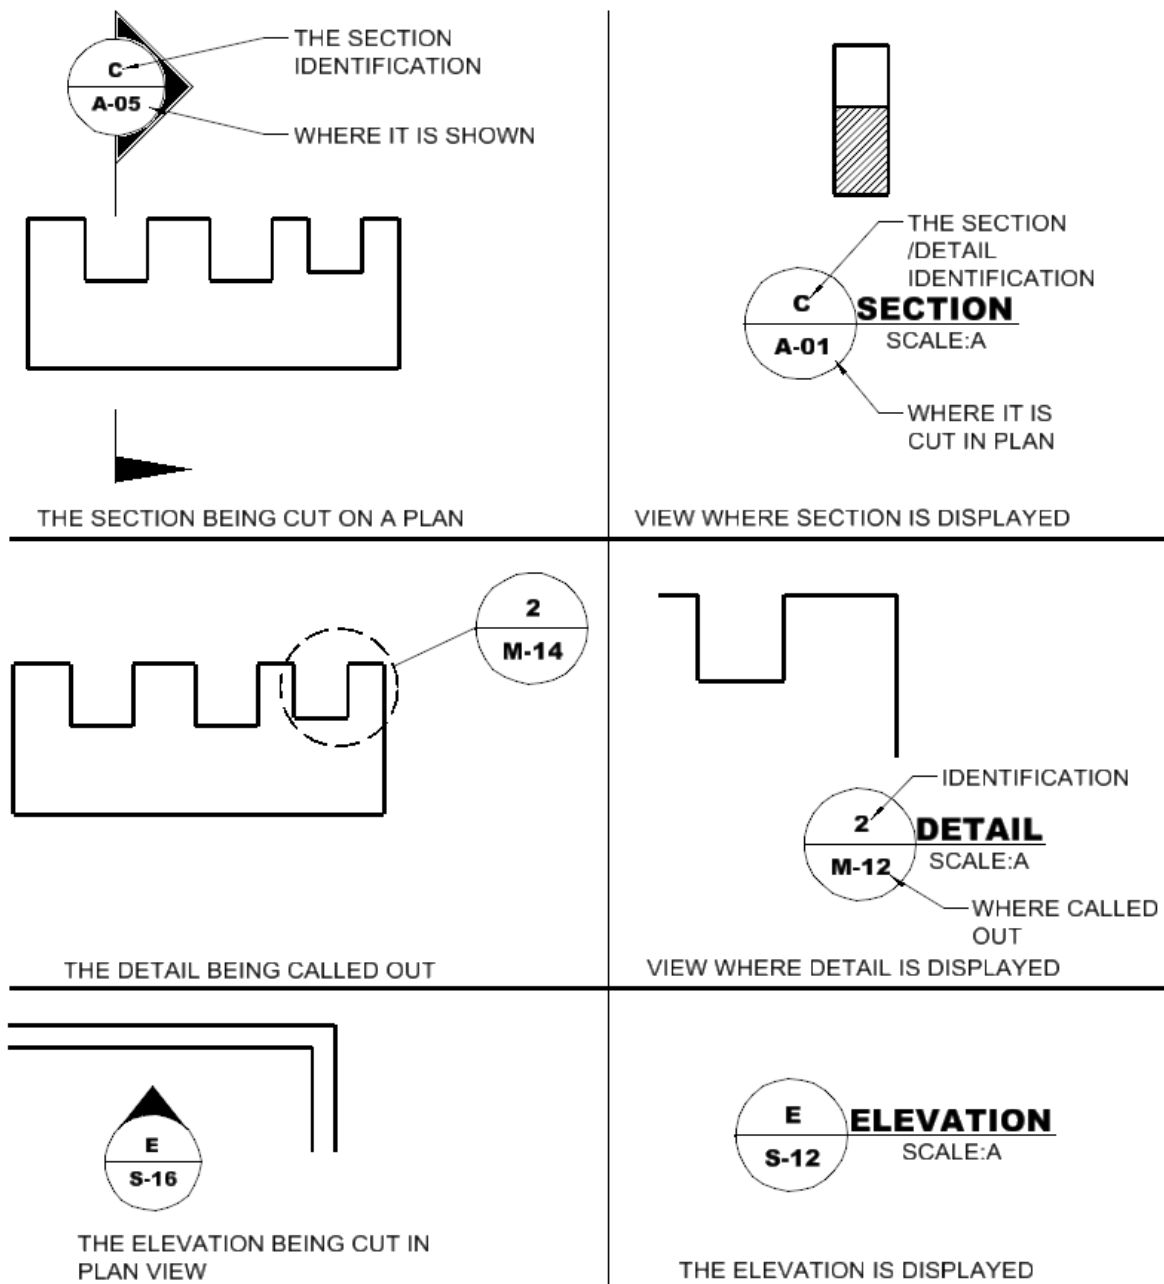 C
A-05
THE SECTION
IDENTIFICATION
WHERE IT IS SHOWN
THE SECTION BEING CUT ON A PLAN
THE SECTION
/DETAIL
IDENTIFICATION
C
A-01
SECTION
SCALE:A
WHERE IT IS
CUT IN PLAN
VIEW WHERE SECTION IS DISPLAYED
2
M-14
THE DETAIL BEING CALLED OUT
IDENTIFICATION
2
M-12
DETAIL
SCALE:A
WHERE CALLED
OUT
VIEW WHERE DETAIL IS DISPLAYED
E
S-16
THE ELEVATION BEING CUT IN
PLAN VIEW
E
S-12
ELEVATION
SCALE:A
THE ELEVATION IS DISPLAYED